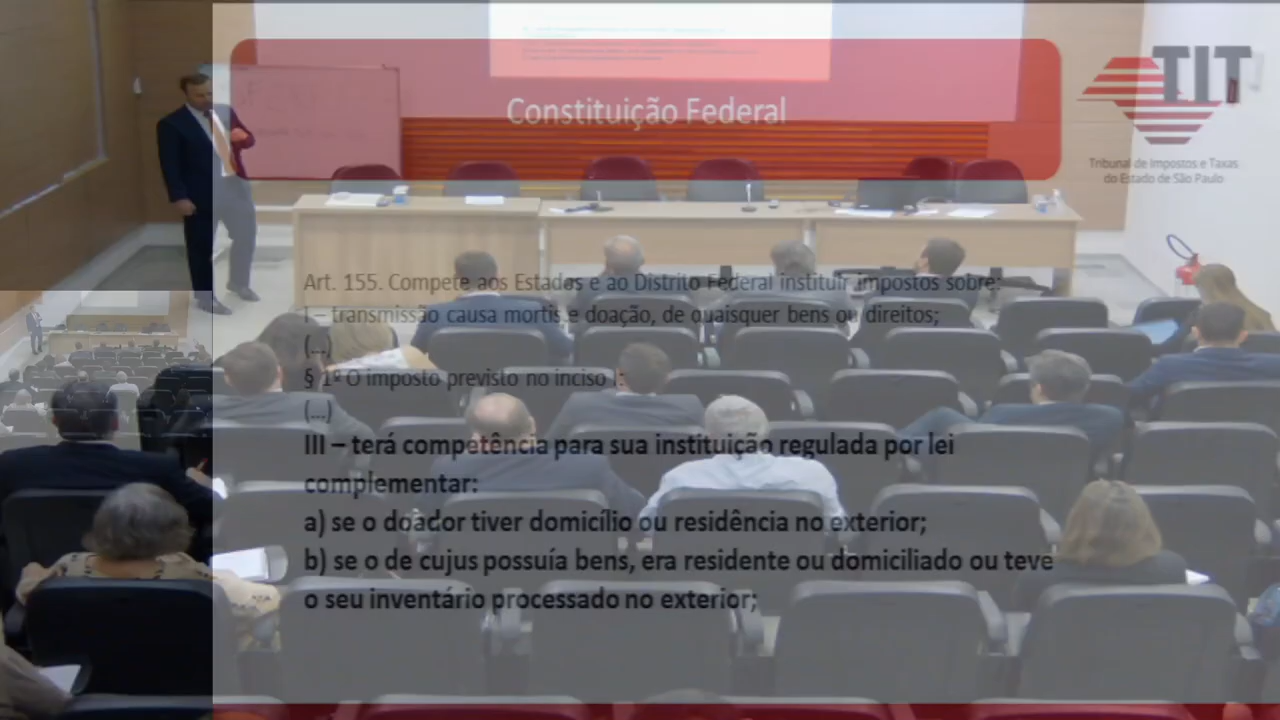 Constituição Federal
TIT
Tribunal de Impostos e Taxas
do Estado de São Paulo
Art. 155. Compete aos Estados e ao Distrito Federal instituir impostos sobre:
I – transmissão causa mortis e doação, de quaisquer bens ou direitos;
(...)
§ 1º O imposto previsto no inciso I:
(...)
III – terá competência para sua instituição regulada por lei
complementar:
a) se o doador tiver domicílio ou residência no exterior;
b) se o de cujus possuía bens, era residente ou domiciliado ou teve
o seu inventário processado no exterior;